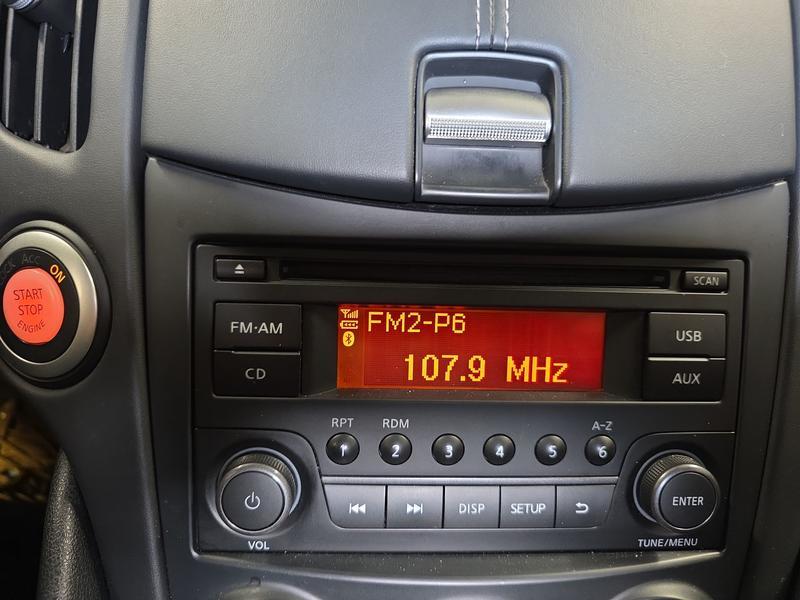 LOCK ACC ON
START
STOP
ENGINE
SCAN
FM·AM
CD
FM2-P6
107.9 MHz
USB
AUX
RPT RDM A-Z
1 2 3 4 5 6
DISP SETUP
ENTER
VOL
TUNE/MENU